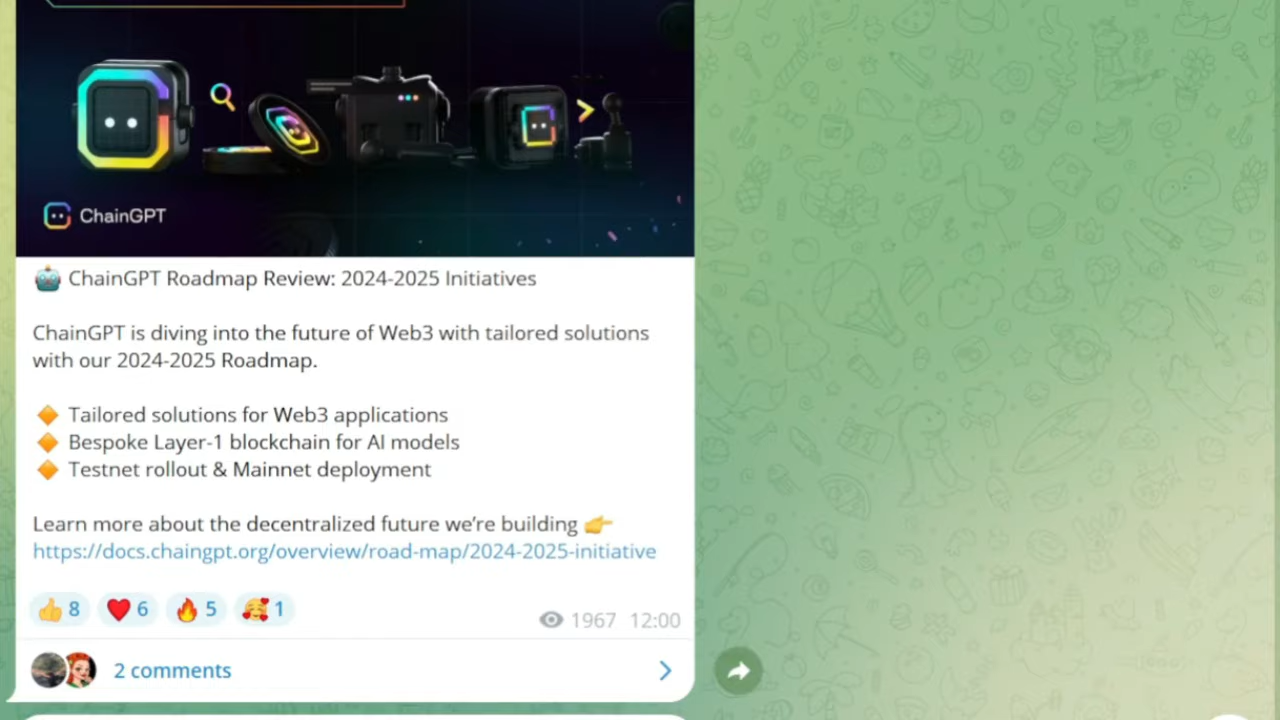 ChainGPT
🤖 ChainGPT Roadmap Review: 2024-2025 Initiatives
ChainGPT is diving into the future of Web3 with tailored solutions
with our 2024-2025 Roadmap.
🔶 Tailored solutions for Web3 applications
🔶 Bespoke Layer-1 blockchain for AI models
🔶 Testnet rollout & Mainnet deployment
Learn more about the decentralized future we’re building 👉
https://docs.chaingpt.org/overview/road-map/2024-2025-initiative
👍 8 ❤️ 6 🔥 5 🥰 1
1967 12:00
2 comments